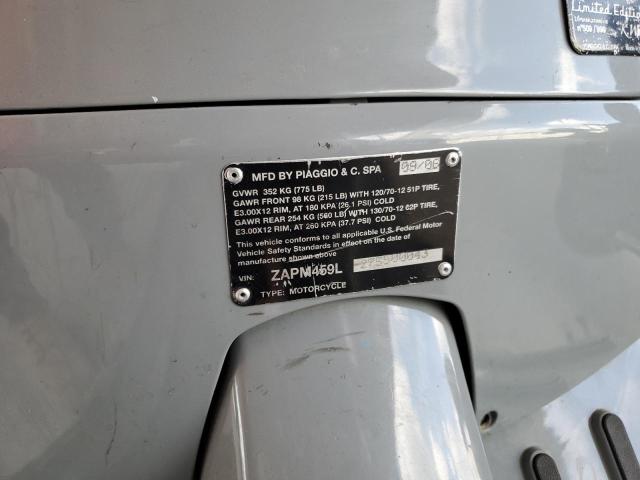 Limited Edition
MFD BY PIAGGIO & C. SPA 09/06
GVWR 352 KG (775 LB)
GAWR FRONT 98 KG (215 LB) WITH 120/70-12 51P TIRE,
E3.00X12 RIM, AT 180 KPA (26.1 PSI) COLD
GAWR REAR 254 KG (560 LB) WITH 130/70-12 62P TIRE,
E3.00X12 RIM, AT 260 KPA (37.7 PSI) COLD
This vehicle conforms to all applicable U.S. Federal Motor
Vehicle Safety Standards in effect on the date of
manufacture shown above
VIN: ZAPM459L
TYPE: MOTORCYCLE